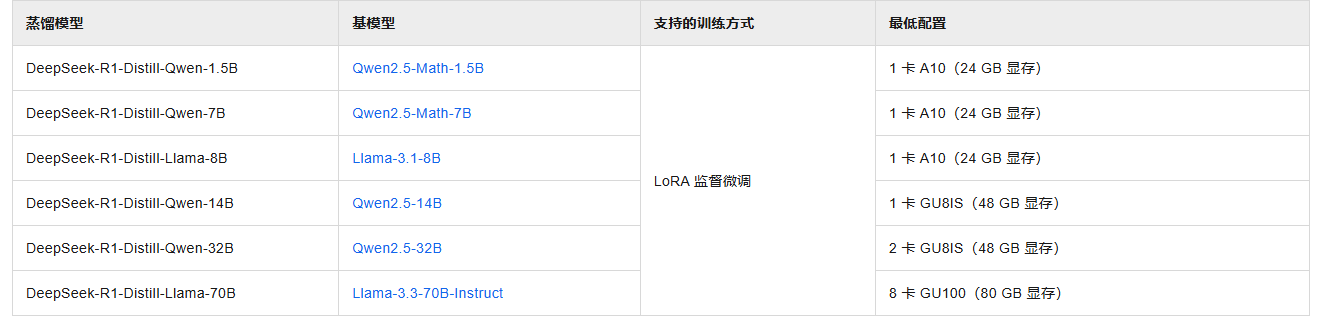 蒸馏模型 基模型 支持的训练方式 最低配置
DeepSeek-R1-Distill-Qwen-1.5B Qwen2.5-Math-1.5B 1 卡 A10（24 GB 显存）
DeepSeek-R1-Distill-Qwen-7B Qwen2.5-Math-7B 1 卡 A10（24 GB 显存）
DeepSeek-R1-Distill-Llama-8B Llama-3.1-8B 1 卡 A10（24 GB 显存）
LoRA 监督微调
DeepSeek-R1-Distill-Qwen-14B Qwen2.5-14B 1 卡 GU8IS（48 GB 显存）
DeepSeek-R1-Distill-Qwen-32B Qwen2.5-32B 2 卡 GU8IS（48 GB 显存）
DeepSeek-R1-Distill-Llama-70B Llama-3.3-70B-Instruct 8 卡 GU100（80 GB 显存）